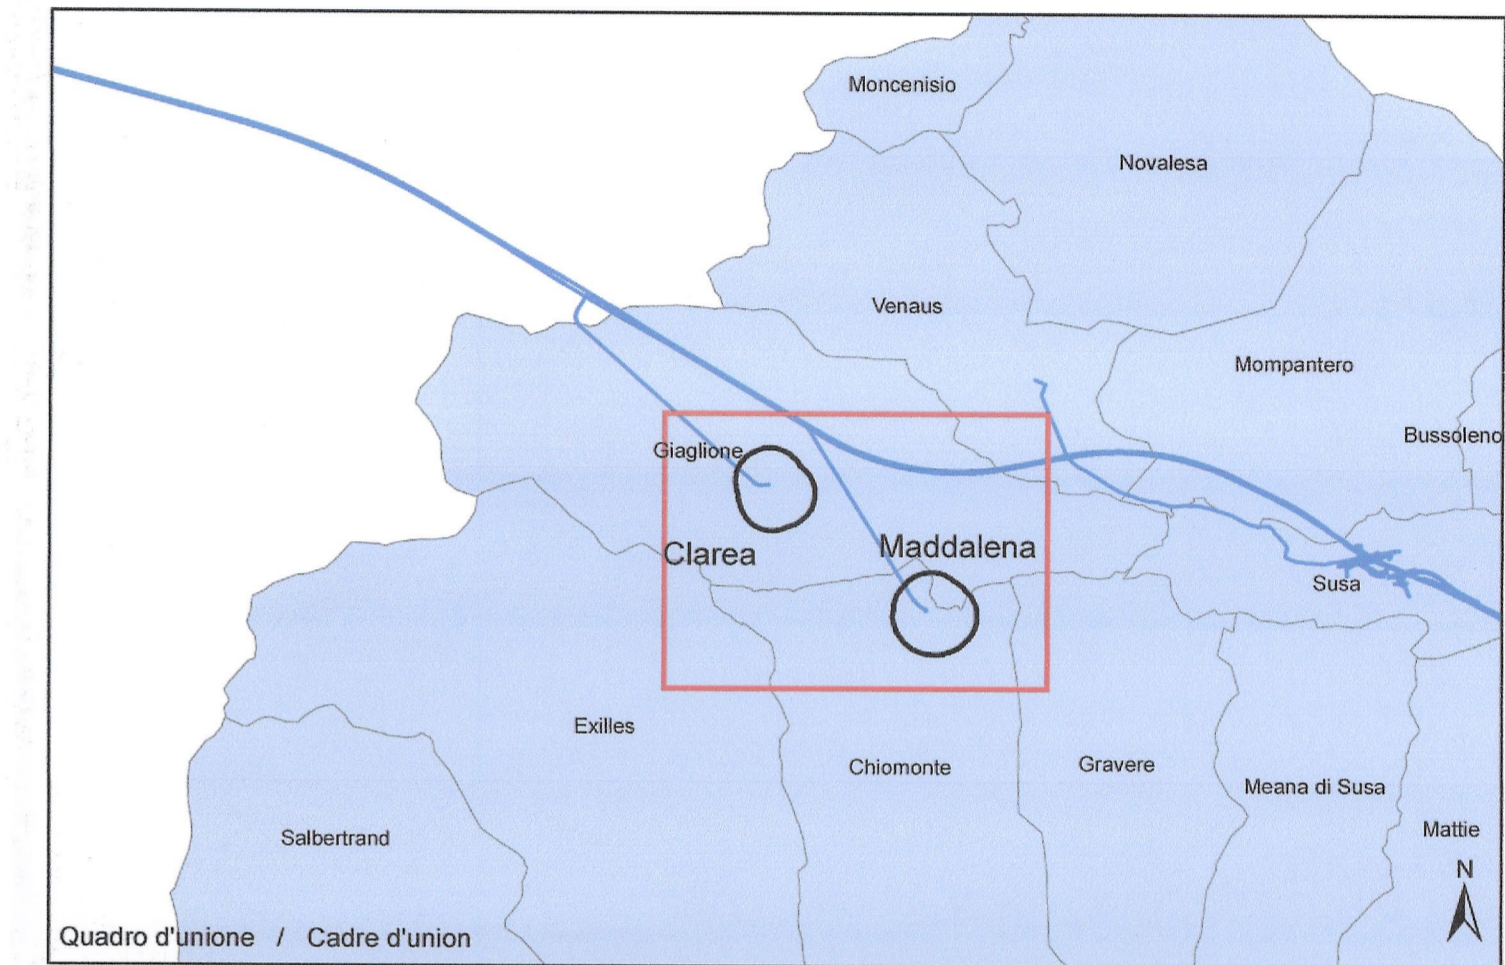 Moncenisio
Novalesa
Venaus
Mompantero
Bussoleno
Giaglione
Clarea
Maddalena
Susa
Exilles
Chiomonte
Gravere
Meana di Susa
Salbertrand
Mattie
N
Quadro d'unione / Cadre d'union